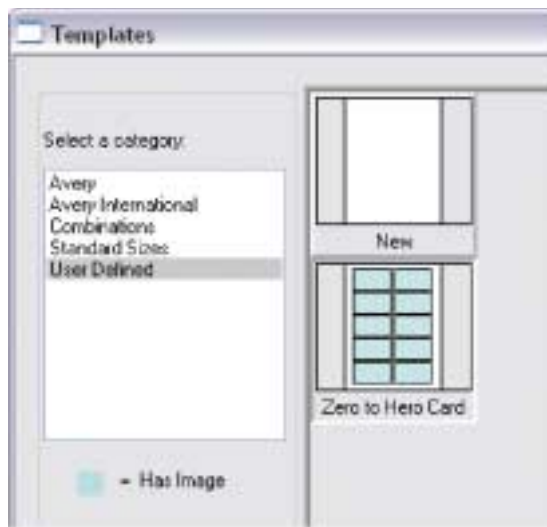 Templates
Select a category:
Avery
Avery International
Combinations
Standard Sizes
User Defined
= Has Image
New
Zero to Hero Card